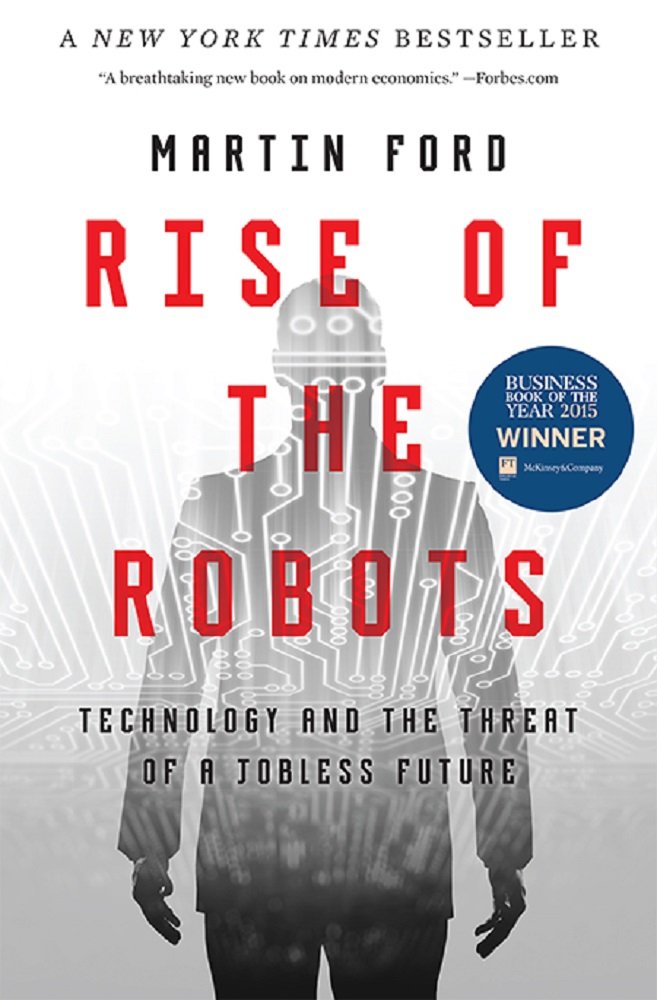 A NEW YORK TIMES BESTSELLER
“A breathtaking new book on modern economics.” —Forbes.com
MARTIN FORD
RISE OF
THE
BUSINESS
BOOK OF THE
YEAR 2015
WINNER
FT
McKinsey&Company
ROBOTS
TECHNOLOGY AND THE THREAT
OF A JOBLESS FUTURE